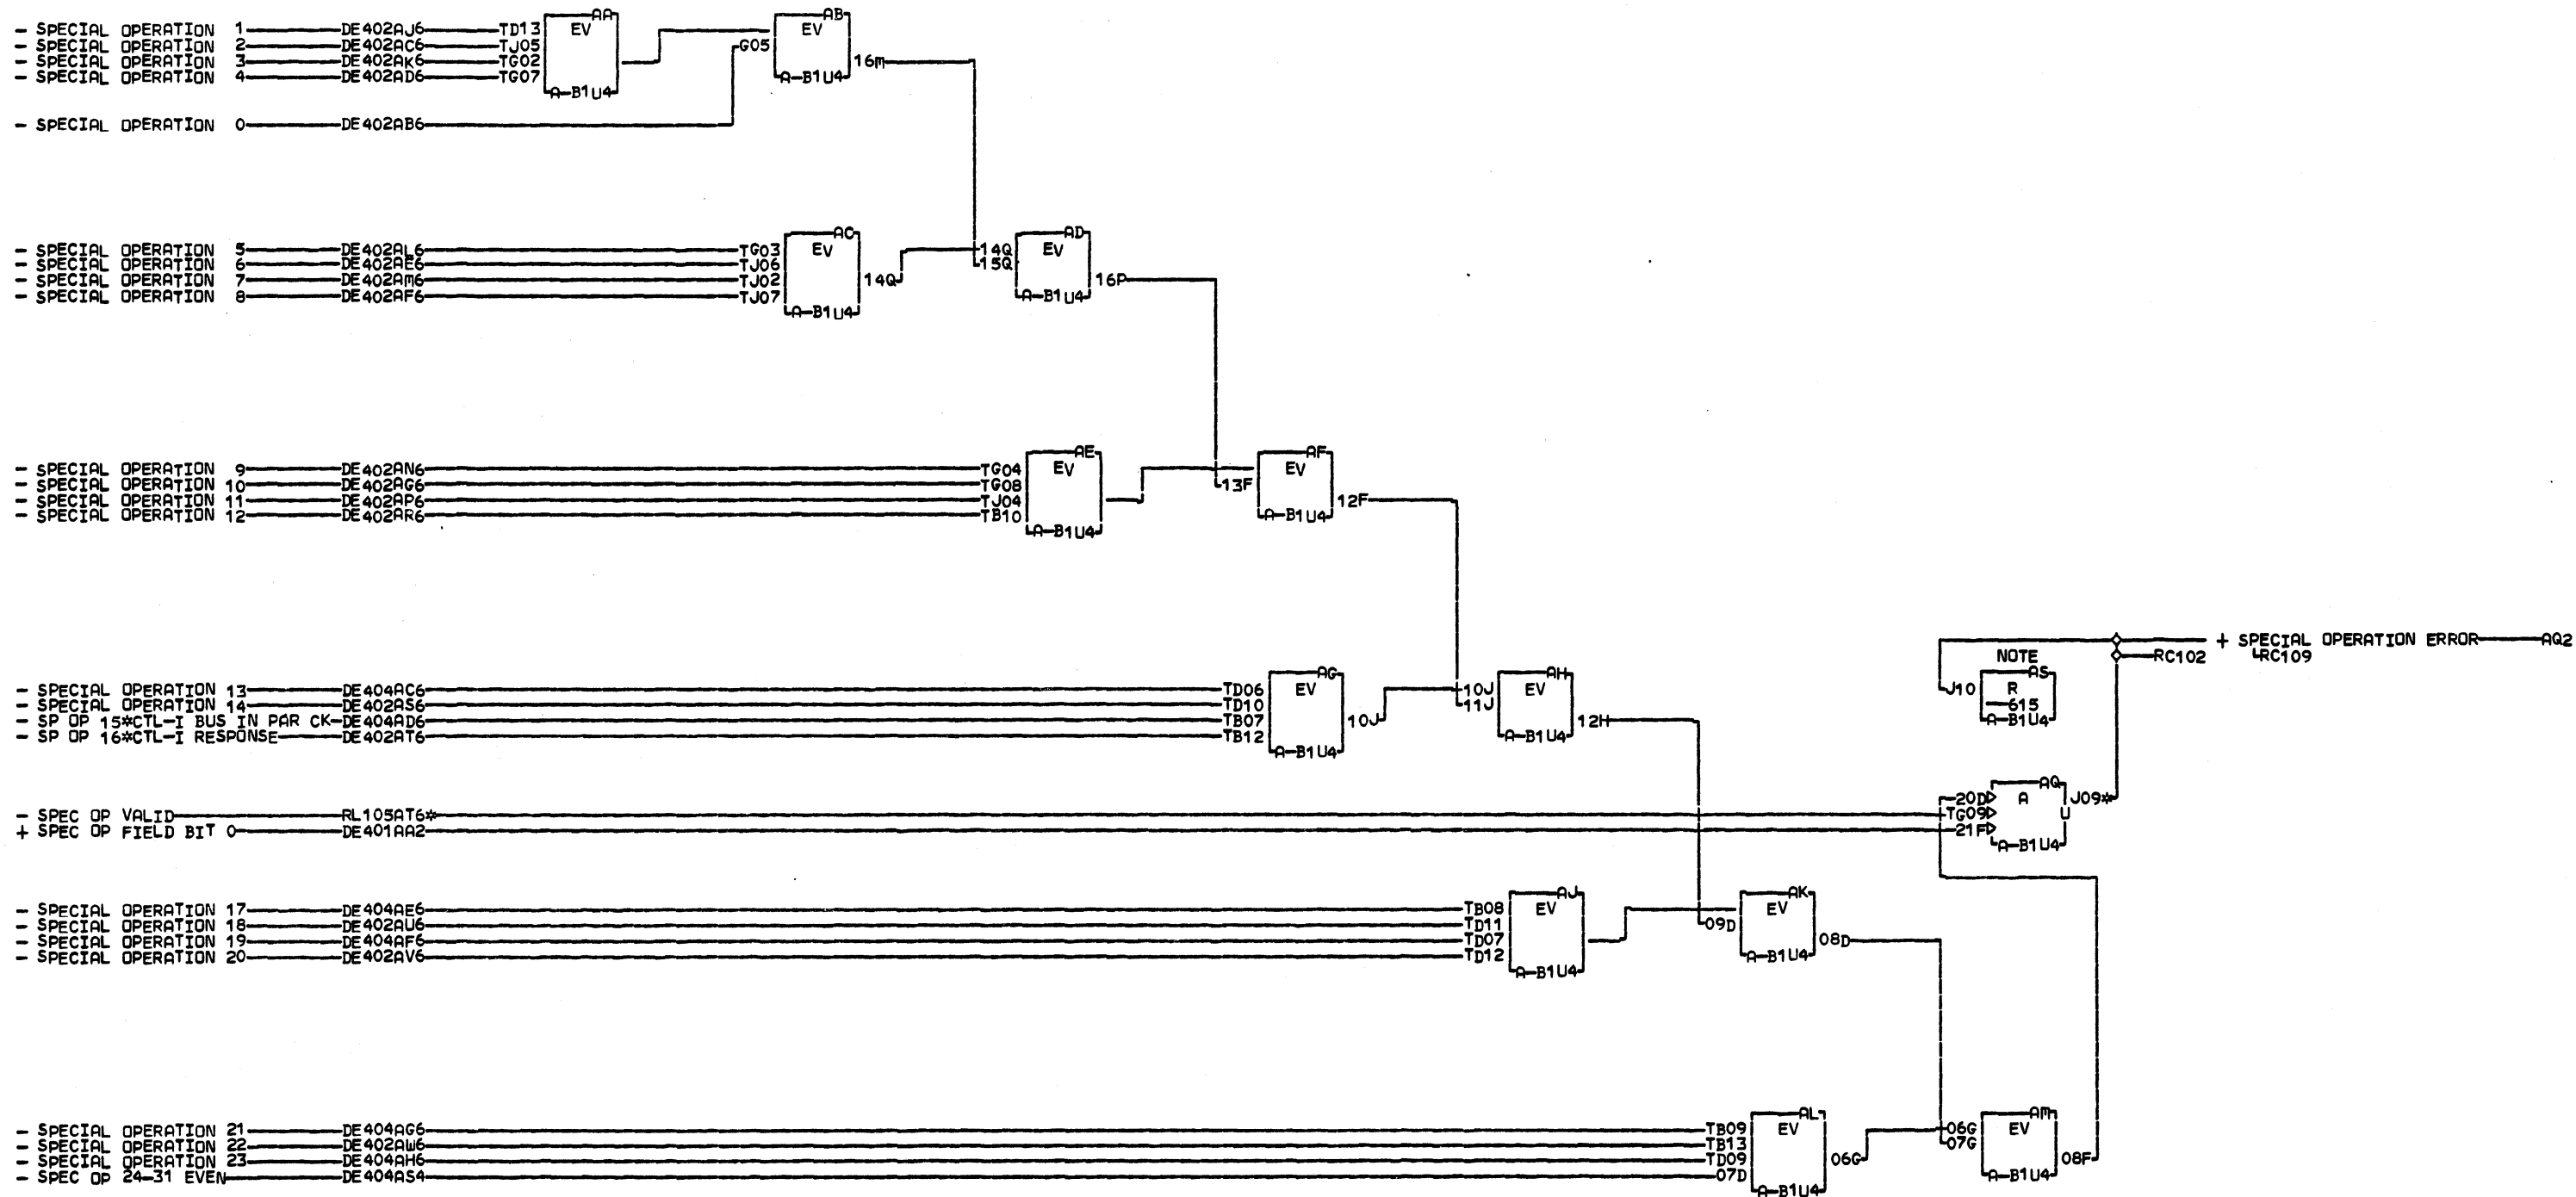 AA AB
- SPECIAL OPERATION 1 DE402AJ6 TD13 EV EV
- SPECIAL OPERATION 2 DE402AC6 TJ05 G05
- SPECIAL OPERATION 3 DE402AK6 TG02 16M
- SPECIAL OPERATION 4 DE402AD6 TG07 A-B1U4
A-B1U4
- SPECIAL OPERATION 0 DE402AB6
AC AD
- SPECIAL OPERATION 5 DE402AL6 TG03 EV 14Q EV
- SPECIAL OPERATION 6 DE402AE6 TJ06 15Q
- SPECIAL OPERATION 7 DE402AM6 TJ02 14Q 16P
- SPECIAL OPERATION 8 DE402AF6 TJ07 A-B1U4
A-B1U4
AE AF
- SPECIAL OPERATION 9 DE402AN6 TG04 EV EV
- SPECIAL OPERATION 10 DE402AG6 TG08 13F
- SPECIAL OPERATION 11 DE402AP6 TJ04 12F
- SPECIAL OPERATION 12 DE402AR6 TB10 A-B1U4
A-B1U4
+ SPECIAL OPERATION ERROR AQ2
NOTE RC102 RC109
AG AH AS
- SPECIAL OPERATION 13 DE404AC6 TD06 EV 10J EV J10 R
- SPECIAL OPERATION 14 DE402AS6 TD10 11J 615
- SP OP 15*CTL-I BUS IN PAR CK DE404AD6 TB07 10J 12H A-B1U4
- SP OP 16*CTL-I RESPONSE DE402AT6 TB12 A-B1U4
A-B1U4
AQ
20D A J09*
- SPEC OP VALID RL105AT6* TG09 U
+ SPEC OP FIELD BIT 0 DE401AA2 21F
A-B1U4
AJ AK
- SPECIAL OPERATION 17 DE404AE6 TB08 EV EV
- SPECIAL OPERATION 18 DE402AU6 TD11 09D
- SPECIAL OPERATION 19 DE404AF6 TD07 08D
- SPECIAL OPERATION 20 DE402AV6 TD12 A-B1U4
A-B1U4
AL AM
- SPECIAL OPERATION 21 DE404AG6 TB09 EV 06G EV
- SPECIAL OPERATION 22 DE402AW6 TB13 07G
- SPECIAL OPERATION 23 DE404AH6 TD09 06G 08F
- SPEC OP 24-31 EVEN DE404AS4 07D A-B1U4
A-B1U4